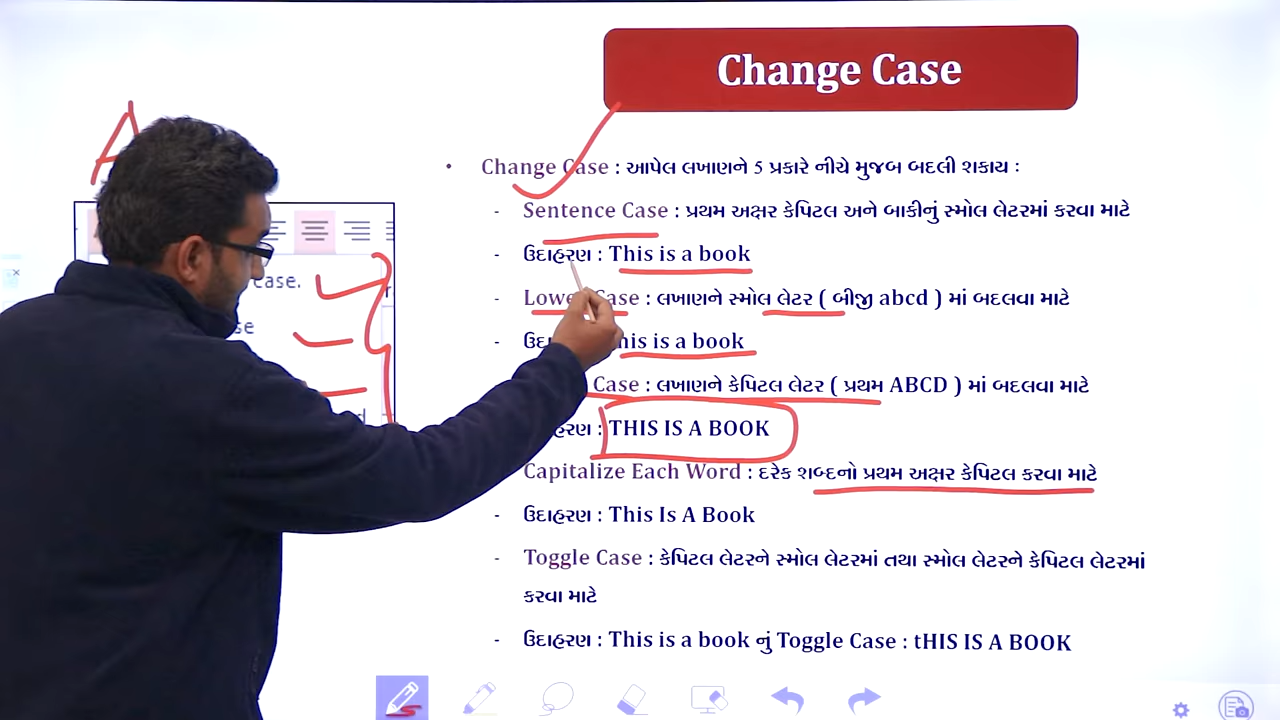 Change Case
A
• Change Case : આપેલ લખાણને 5 પ્રકારે નીચે મુજબ બદલી શકાય :
- Sentence Case : પ્રથમ અક્ષર કેપિટલ અને બાકીનું સ્મોલ લેટરમાં કરવા માટે
- ઉદાહરણ : This is a book
case.
- Lower Case : લખાણને સ્મોલ લેટર ( બીજી abcd ) માં બદલવા માટે
- his is a book
Case : લખાણને કેપિટલ લેટર ( પ્રથમ ABCD ) માં બદલવા માટે
: THIS IS A BOOK
Capitalize Each Word : દરેક શબ્દનો પ્રથમ અક્ષર કેપિટલ કરવા માટે
- ઉદાહરણ : This Is A Book
- Toggle Case : કેપિટલ લેટરને સ્મોલ લેટરમાં તથા સ્મોલ લેટરને કેપિટલ લેટરમાં
કરવા માટે
- ઉદાહરણ : This is a book નું Toggle Case : tHIS IS A BOOK